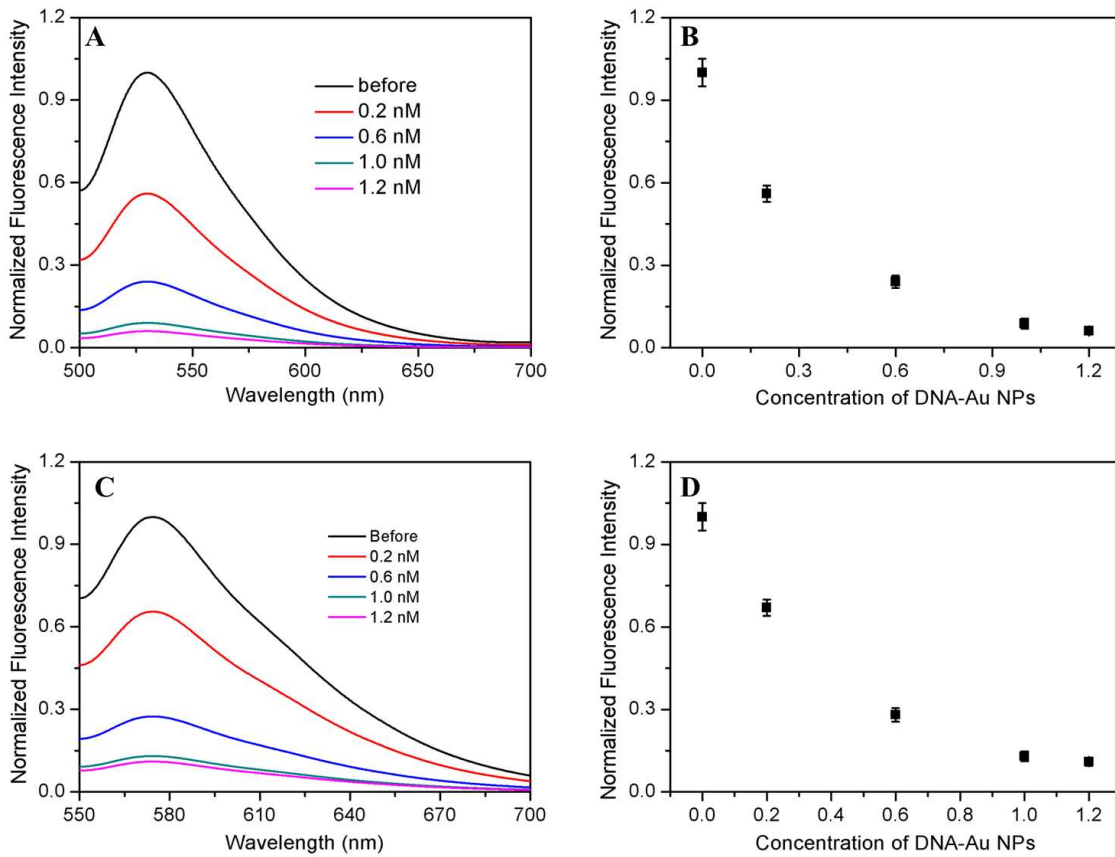 A
Normalized Fluorescence Intensity
1.2
0.9
0.6
0.3
0.0
before
0.2 nM
0.6 nM
1.0 nM
1.2 nM
500 550 600 650 700
Wavelength (nm)
B
Normalized Fluorescence Intensity
1.2
0.9
0.6
0.3
0.0
0.0 0.3 0.6 0.9 1.2
Concentration of DNA-Au NPs
C
Normalized Fluorescence Intensity
1.2
0.9
0.6
0.3
0.0
Before
0.2 nM
0.6 nM
1.0 nM
1.2 nM
550 580 610 640 670 700
Wavelength (nm)
D
Normalized Fluorescence Intensity
1.2
0.9
0.6
0.3
0.0
0.0 0.2 0.4 0.6 0.8 1.0 1.2
Concentration of DNA-Au NPs